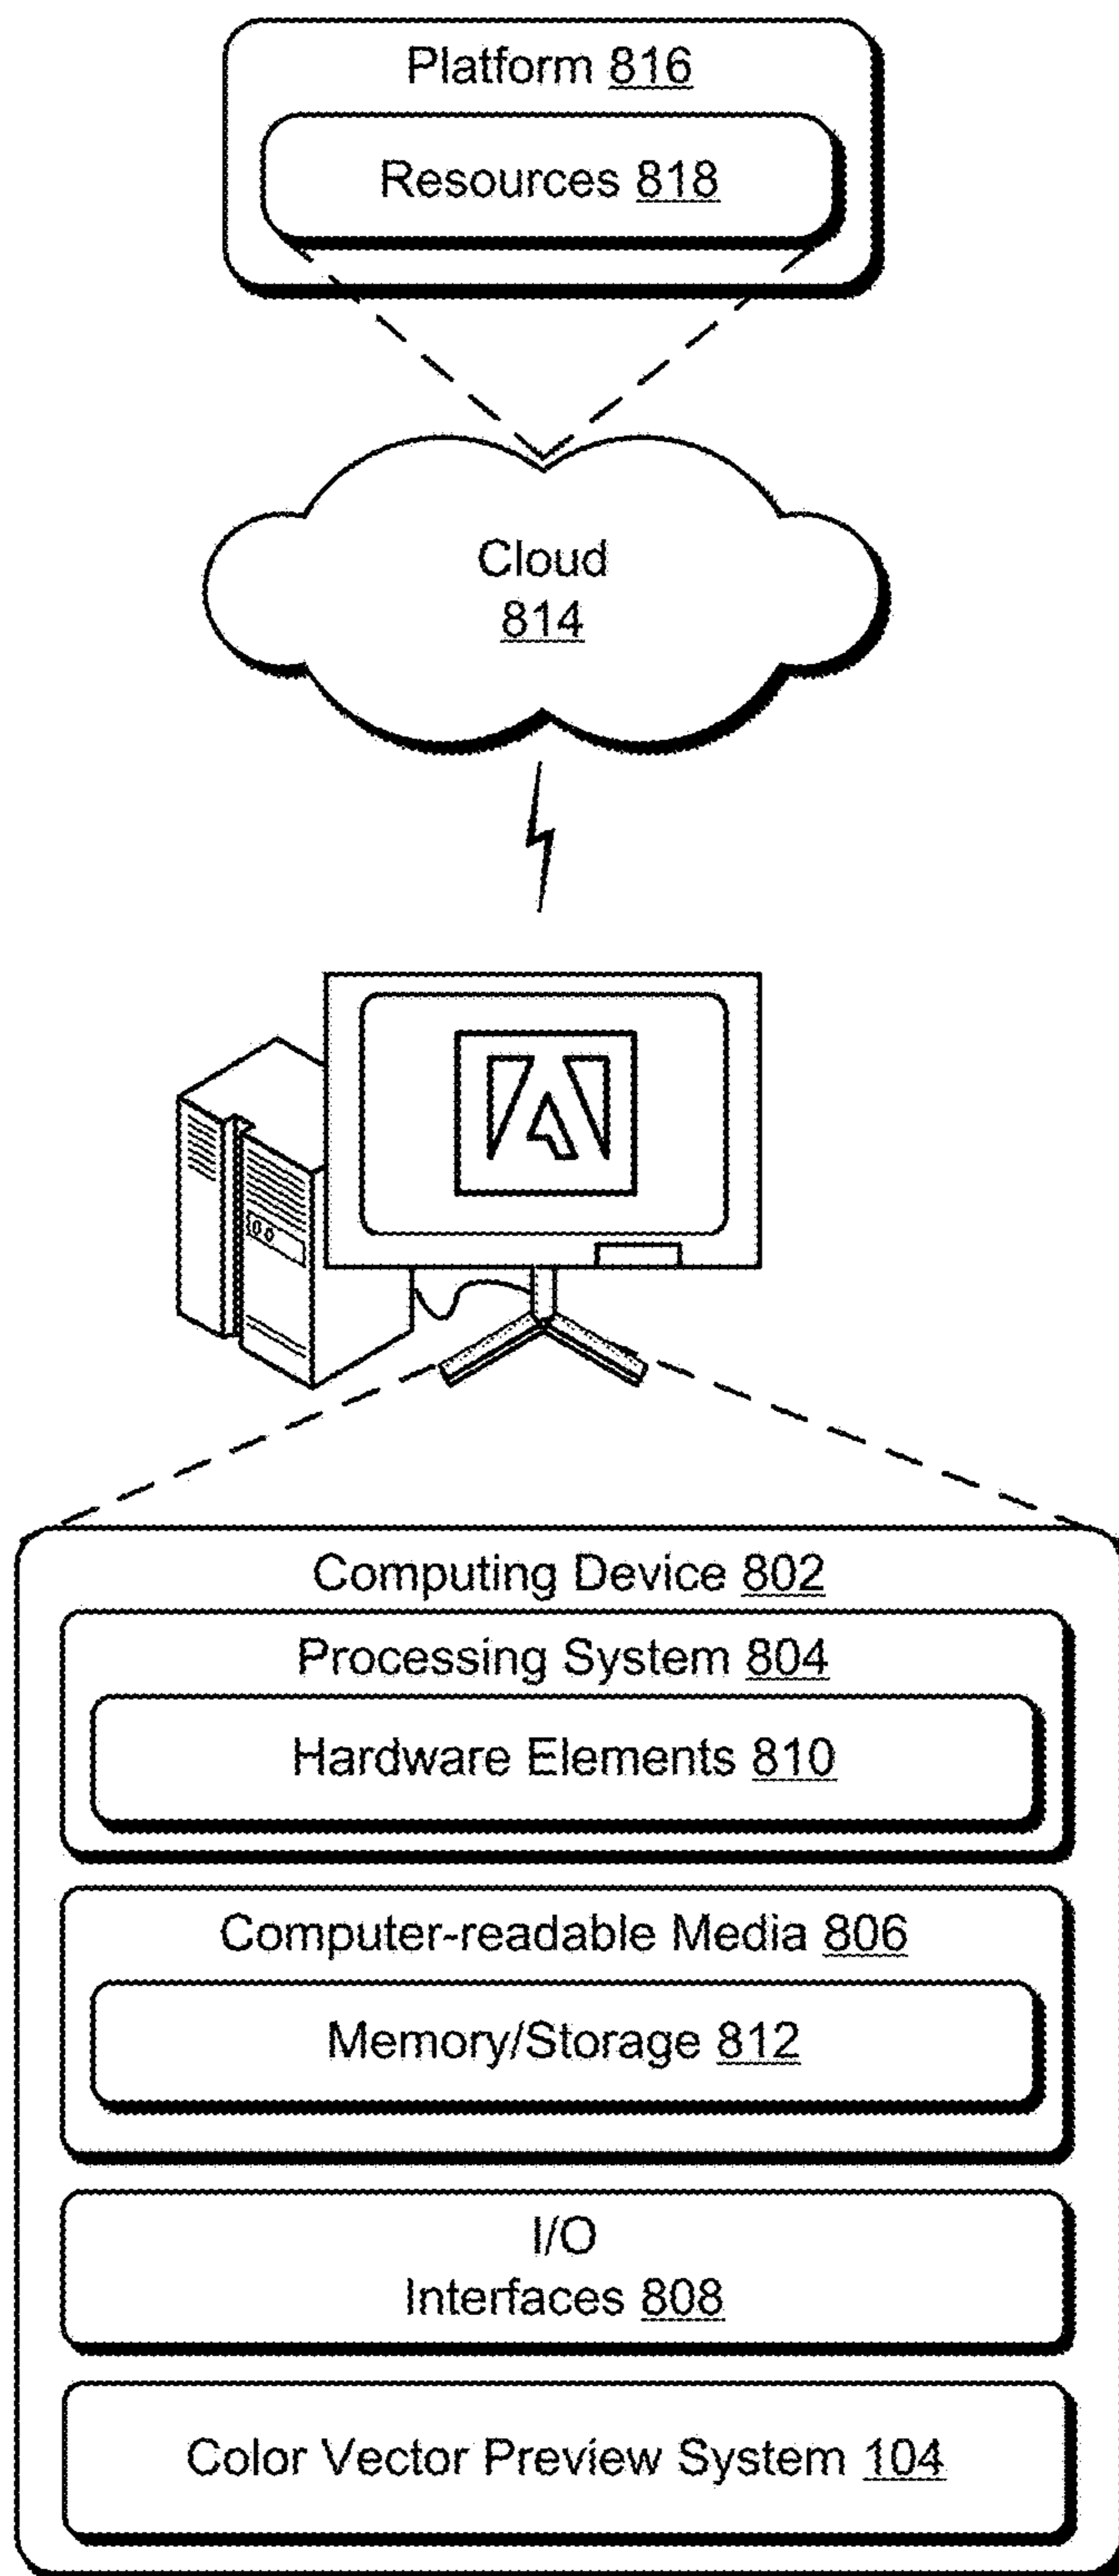 Platform 816
Resources 818
Cloud
814
Computing Device 802
Processing System 804
Hardware Elements 810
Computer-readable Media 806
Memory/Storage 812
I/O
Interfaces 808
Color Vector Preview System 104